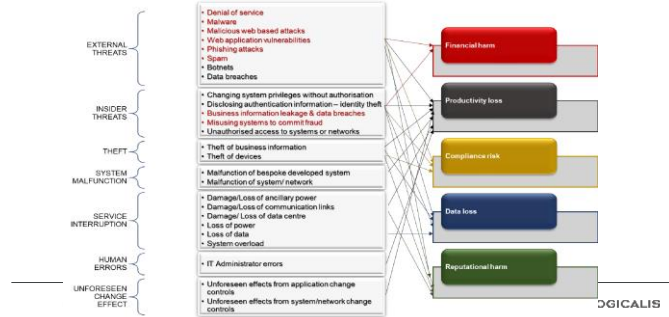 EXTERNAL
THREATS
• Denial of service
• Malware
• Malicious web based attacks
• Web application vulnerabilities
• Phishing attacks
• Spam
• Botnets
• Data breaches
INSIDER
THREATS
• Changing system privileges without authorisation
• Disclosing authentication information – identity theft
• Business information leakage & data breaches
• Misusing systems to commit fraud
• Unauthorised access to systems or networks
THEFT
• Theft of business information
• Theft of devices
SYSTEM
MALFUNCTION
• Malfunction of bespoke developed system
• Malfunction of system/ network
SERVICE
INTERRUPTION
• Damage/Loss of ancillary power
• Damage/Loss of communication links
• Damage/ Loss of data centre
• Loss of power
• Loss of data
• System overload
HUMAN
ERRORS
• IT Administrator errors
UNFORESEEN
CHANGE
EFFECT
• Unforeseen effects from application change
controls
• Unforeseen effects from system/network change
controls
Financial harm
Productivity loss
Compliance risk
Data loss
Reputational harm
OGICALIS